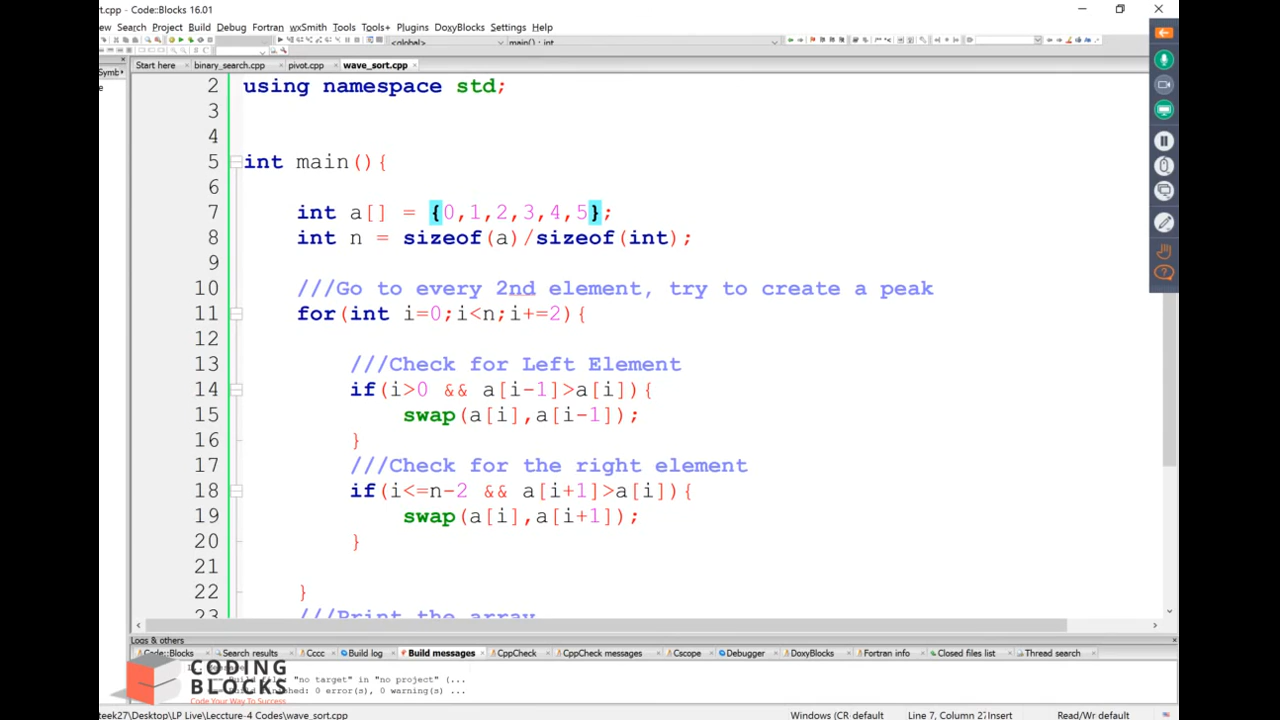 t.cpp - Code::Blocks 16.01
ew Search Project Build Debug Fortran wxSmith Tools Tools+ Plugins DoxyBlocks Settings Help
<global> main() : int
Symb
Start here binary_search.cpp pivot.cpp wave_sort.cpp
e
2 using namespace std;
3
4
5 int main(){
6
7 int a[] = {0,1,2,3,4,5};
8 int n = sizeof(a)/sizeof(int);
9
10 ///Go to every 2nd element, try to create a peak
11 for(int i=0;i<n;i+=2){
12
13 ///Check for Left Element
14 if(i>0 && a[i-1]>a[i]){
15 swap(a[i],a[i-1]);
16 }
17 ///Check for the right element
18 if(i<=n-2 && a[i+1]>a[i]){
19 swap(a[i],a[i+1]);
20 }
21
22 }
23 ///Print the array
Logs & others
Code::Blocks Search results Cccc Build log Build messages CppCheck CppCheck messages Cscope Debugger DoxyBlocks Fortran info Closed files list Thread search
=== Build file: "no target" in "no project" (...
=== Build finished: 0 error(s), 0 warning(s) ...
CODING
BLOCKS
Code Your Way To Success
teek27\Desktop\LP Live\Leccture-4 Codes\wave_sort.cpp Windows (CR default Line 7, Column 27 Insert Read/Wr default